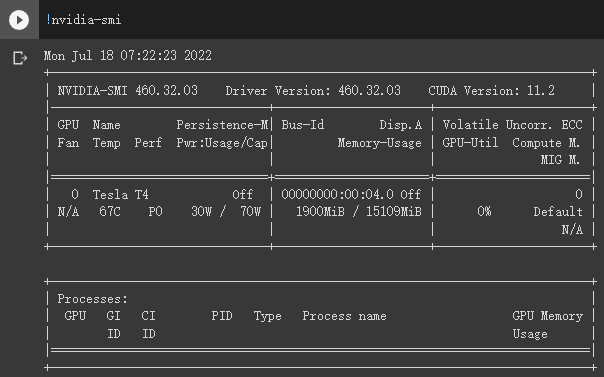 !nvidia-smi
Mon Jul 18 07:22:23 2022
+-----------------------------------------------------------------------------+
| NVIDIA-SMI 460.32.03    Driver Version: 460.32.03    CUDA Version: 11.2     |
|-------------------------------+----------------------+----------------------+
| GPU  Name        Persistence-M| Bus-Id        Disp.A | Volatile Uncorr. ECC |
| Fan  Temp  Perf  Pwr:Usage/Cap|         Memory-Usage | GPU-Util  Compute M. |
|                               |                      |               MIG M. |
|===============================+======================+======================|
|   0  Tesla T4            Off  | 00000000:00:04.0 Off |                    0 |
| N/A   67C    P0    30W /  70W |   1900MiB / 15109MiB |      0%      Default |
|                               |                      |                  N/A |
+-------------------------------+----------------------+----------------------+
+-----------------------------------------------------------------------------+
| Processes:                                                                  |
|  GPU   GI   CI        PID   Type   Process name                  GPU Memory |
|        ID   ID                                                   Usage      |
|=============================================================================|
+-----------------------------------------------------------------------------+